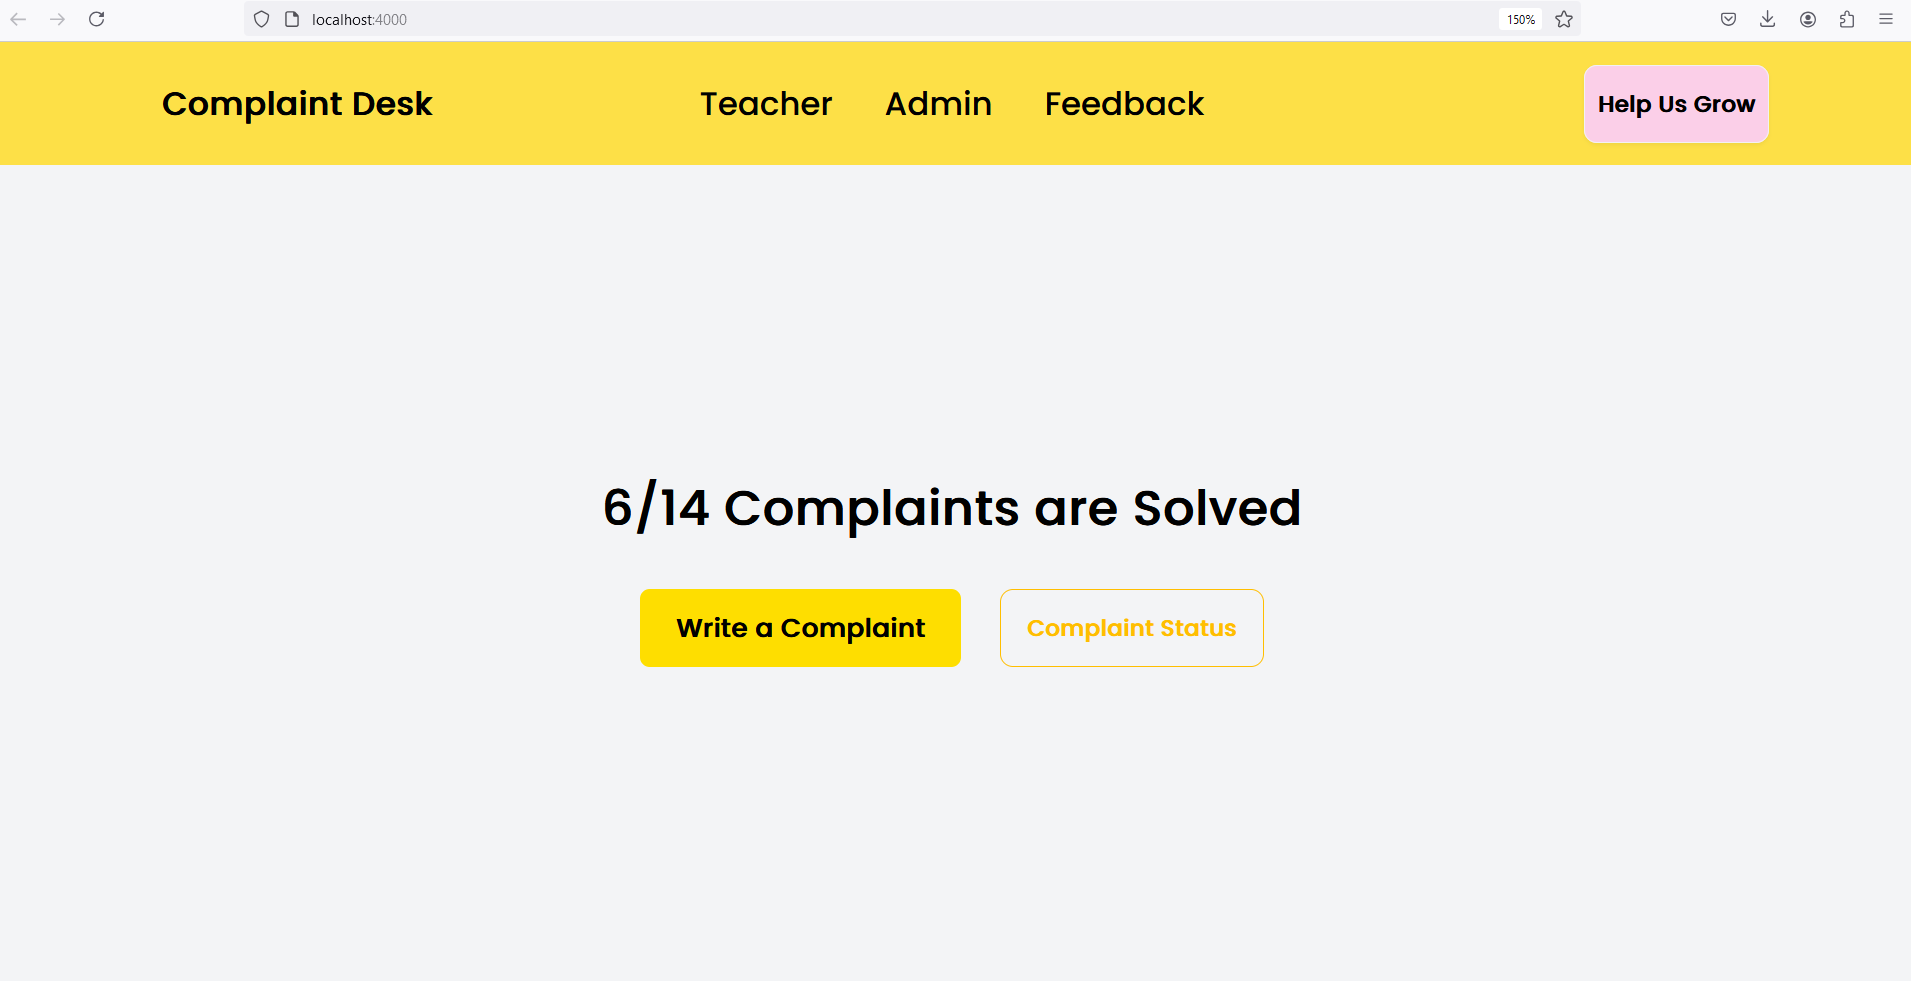 localhost:4000
150%
Complaint Desk
Teacher
Admin
Feedback
Help Us Grow
6/14 Complaints are Solved
Write a Complaint
Complaint Status